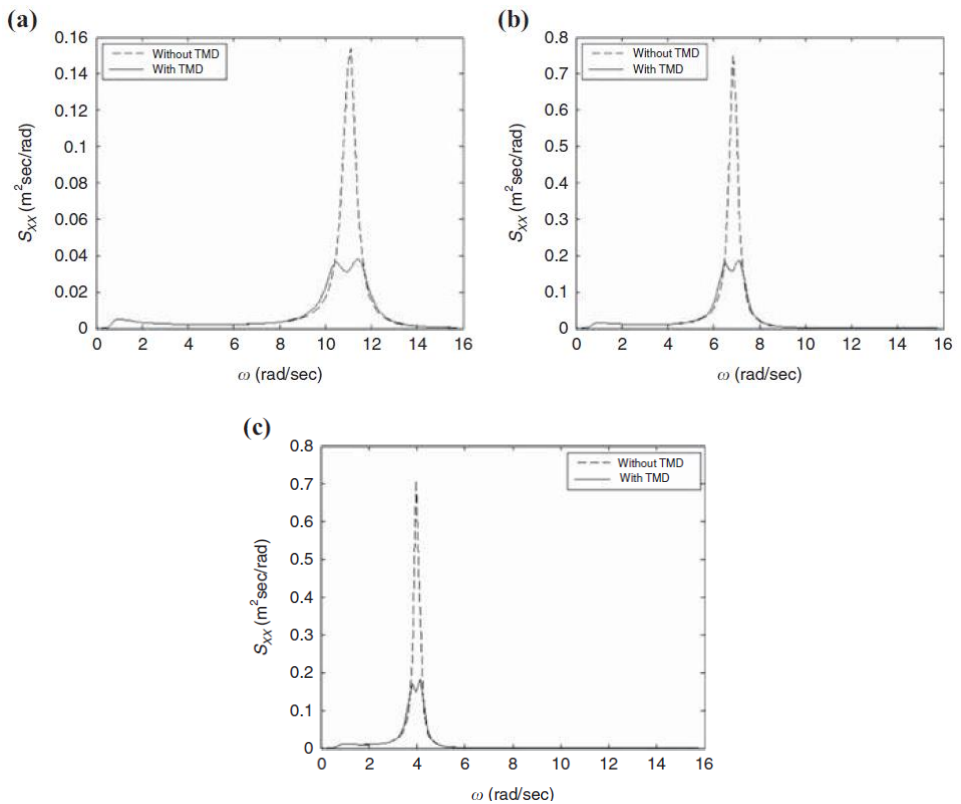 (a)
0.16
0.14
0.12
0.1
0.08
0.06
0.04
0.02
0
S_XX (m²sec/rad)
Without TMD
With TMD
0 2 4 6 8 10 12 14 16
ω (rad/sec)
(b)
0.8
0.7
0.6
0.5
0.4
0.3
0.2
0.1
0
S_XX (m²sec/rad)
Without TMD
With TMD
0 2 4 6 8 10 12 14 16
ω (rad/sec)
(c)
0.8
0.7
0.6
0.5
0.4
0.3
0.2
0.1
0
S_XX (m²sec/rad)
Without TMD
With TMD
0 2 4 6 8 10 12 14 16
ω (rad/sec)